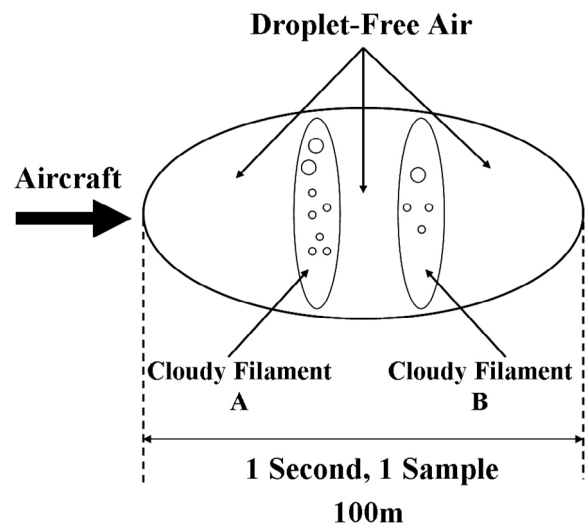 Droplet-Free Air
Aircraft
Cloudy Filament
A
Cloudy Filament
B
1 Second, 1 Sample
100m